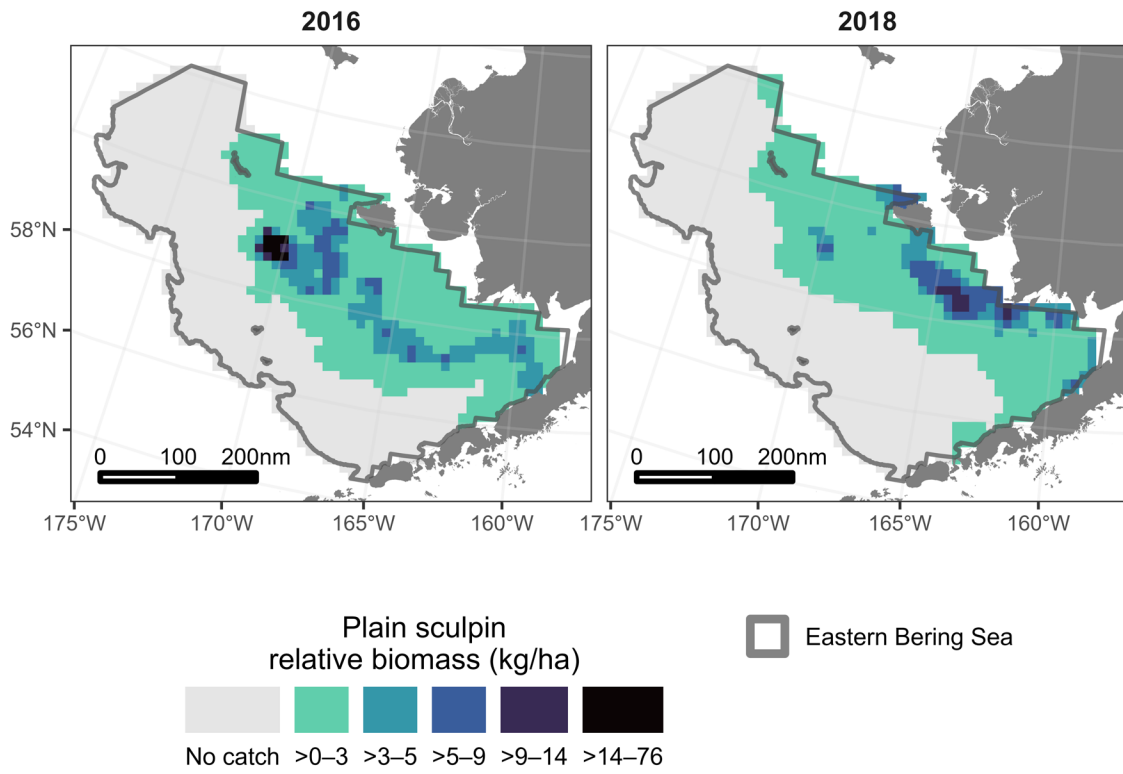 2016
2018
58°N
56°N
54°N
0 100 200nm
0 100 200nm
175°W 170°W 165°W 160°W 175°W 170°W 165°W 160°W
Plain sculpin
relative biomass (kg/ha)
Eastern Bering Sea
No catch >0–3 >3–5 >5–9 >9–14 >14–76